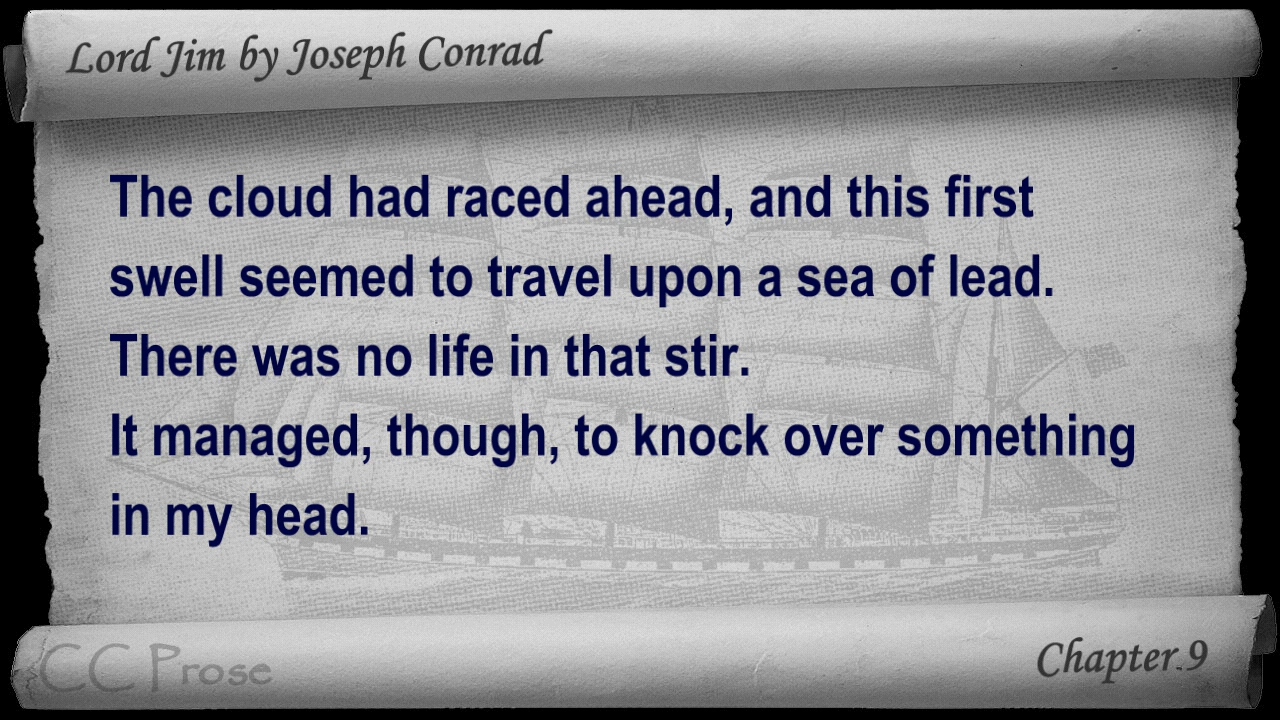 Lord Jim by Joseph Conrad
The cloud had raced ahead, and this first
swell seemed to travel upon a sea of lead.
There was no life in that stir.
It managed, though, to knock over something
in my head.
CC Prose
Chapter.9